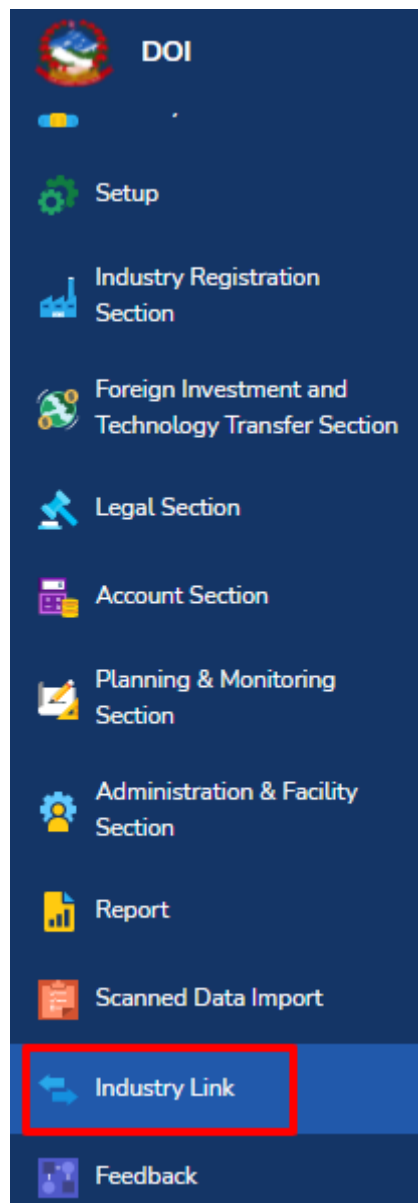 DOI
Setup
Industry Registration
Section
Foreign Investment and
Technology Transfer Section
Legal Section
Account Section
Planning & Monitoring
Section
Administration & Facility
Section
Report
Scanned Data Import
Industry Link
Feedback